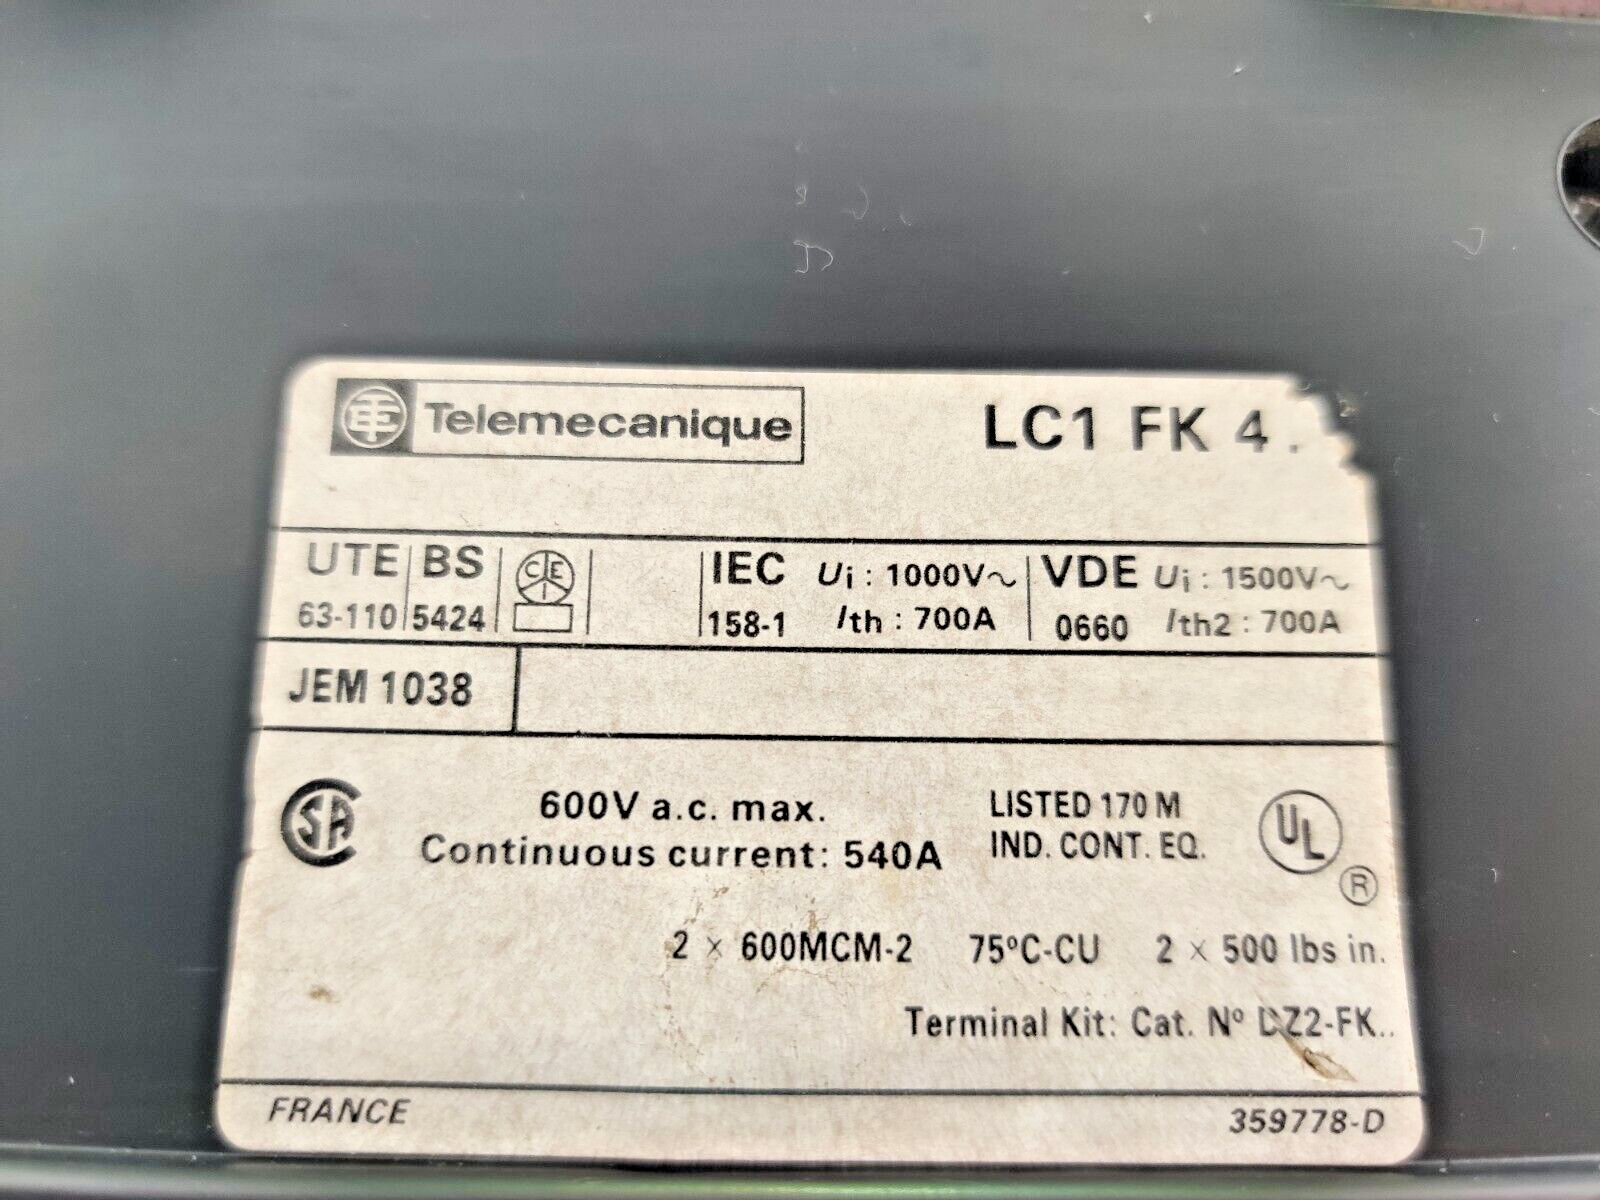 Telemecanique LC1 FK 4.
UTE BS CEI IEC Ui : 1000V~ VDE Ui : 1500V~
63-110 5424 158-1 Ith : 700A 0660 Ith2 : 700A
JEM 1038
600V a.c. max. LISTED 170 M
SA Continuous current: 540A IND. CONT. EQ. UL
®
2 × 600MCM-2 75°C-CU 2 × 500 lbs in.
Terminal Kit: Cat. Nº DZ2-FK..
FRANCE 359778-D